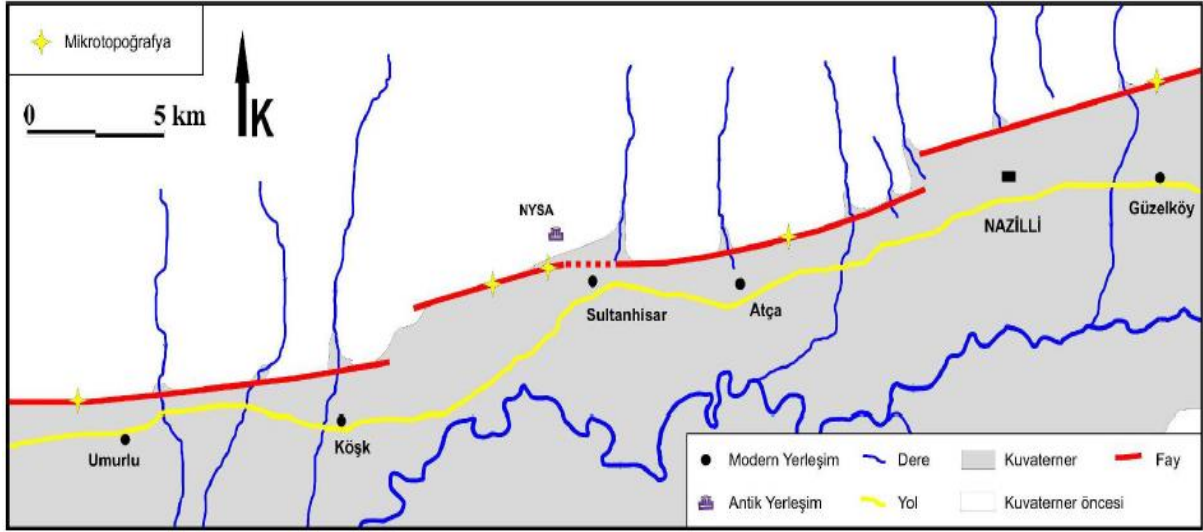 Mikrotopoğrafya
0 5 km
K
NYSA
Güzelköy
NAZİLLİ
Sultanhisar
Atça
Köşk
Umurlu
Modern Yerleşim
Dere
Kuvaterner
Fay
Antik Yerleşim
Yol
Kuvaterner öncesi